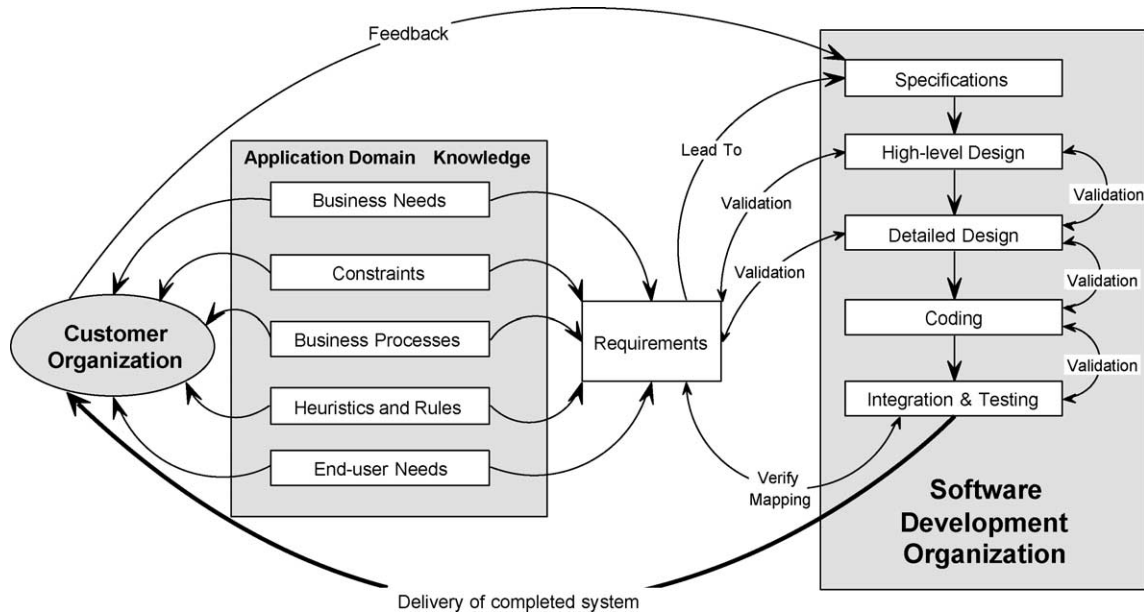 Feedback
Application Domain Knowledge
Business Needs
Constraints
Business Processes
Heuristics and Rules
End-user Needs
Customer
Organization
Requirements
Lead To
Validation
Validation
Verify
Mapping
Specifications
High-level Design
Detailed Design
Coding
Integration & Testing
Validation
Validation
Validation
Software
Development
Organization
Delivery of completed system